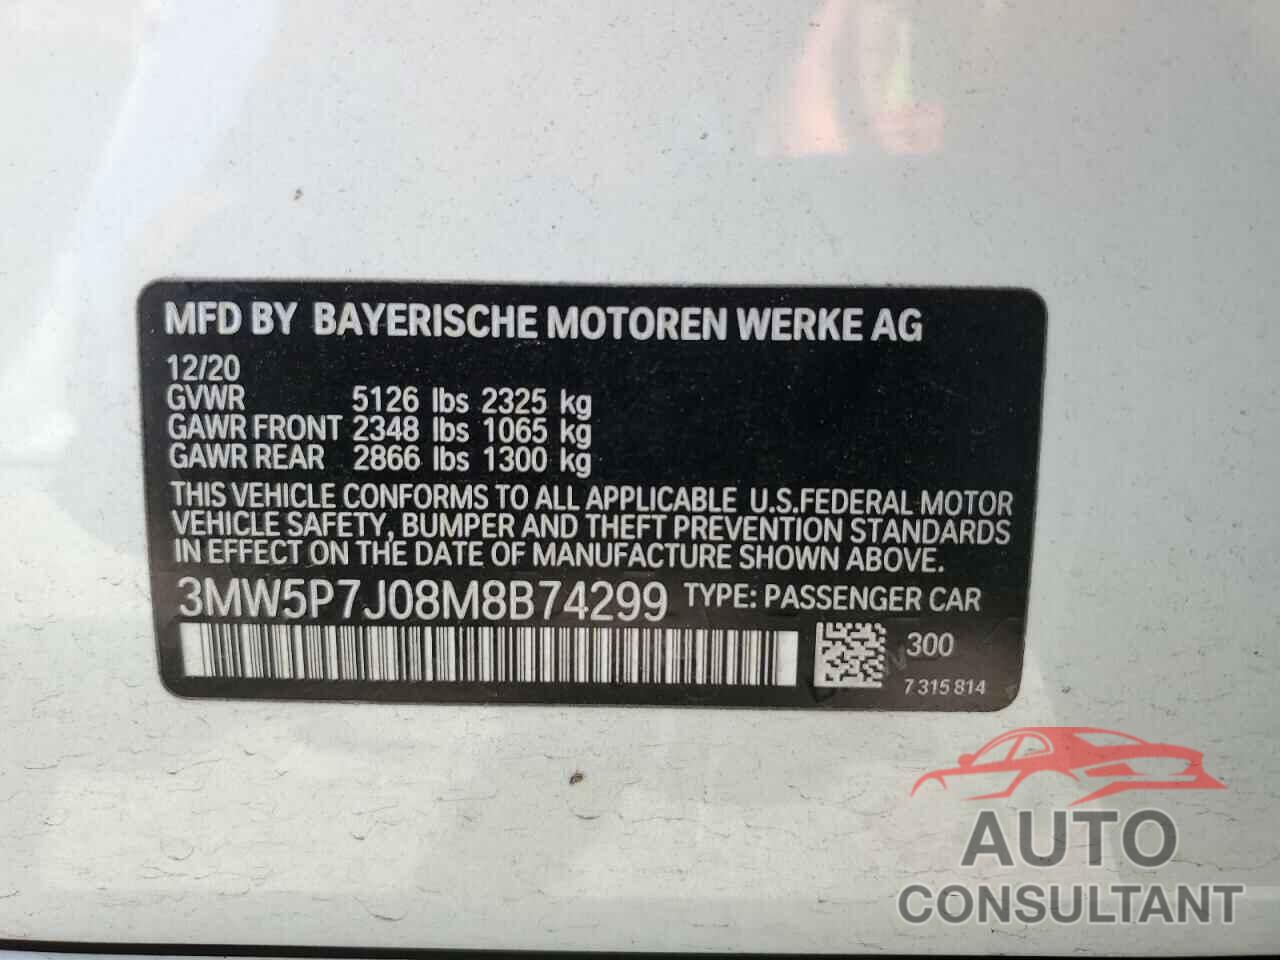 MFD BY BAYERISCHE MOTOREN WERKE AG
12/20
GVWR 5126 lbs 2325 kg
GAWR FRONT 2348 lbs 1065 kg
GAWR REAR 2866 lbs 1300 kg
THIS VEHICLE CONFORMS TO ALL APPLICABLE U.S.FEDERAL MOTOR
VEHICLE SAFETY, BUMPER AND THEFT PREVENTION STANDARDS
IN EFFECT ON THE DATE OF MANUFACTURE SHOWN ABOVE.
3MW5P7J08M8B74299 TYPE: PASSENGER CAR
300
7 315 814
AUTO
CONSULTANT